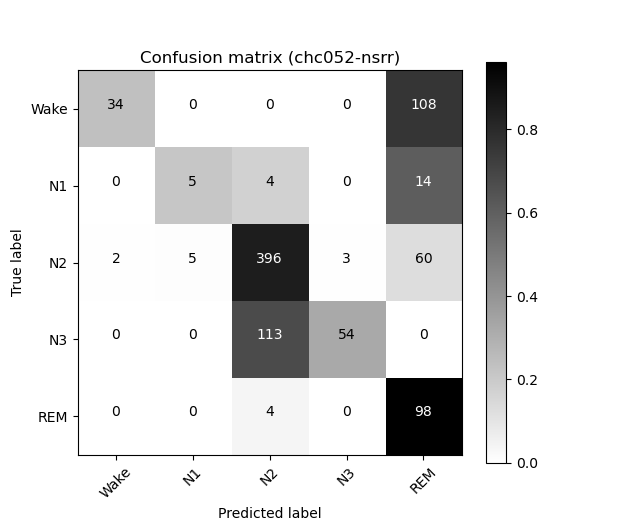 Confusion matrix (chc052-nsrr)
True label
Wake 34 0 0 0 108
N1 0 5 4 0 14
N2 2 5 396 3 60
N3 0 0 113 54 0
REM 0 0 4 0 98
Wake N1 N2 N3 REM
Predicted label
0.8
0.6
0.4
0.2
0.0